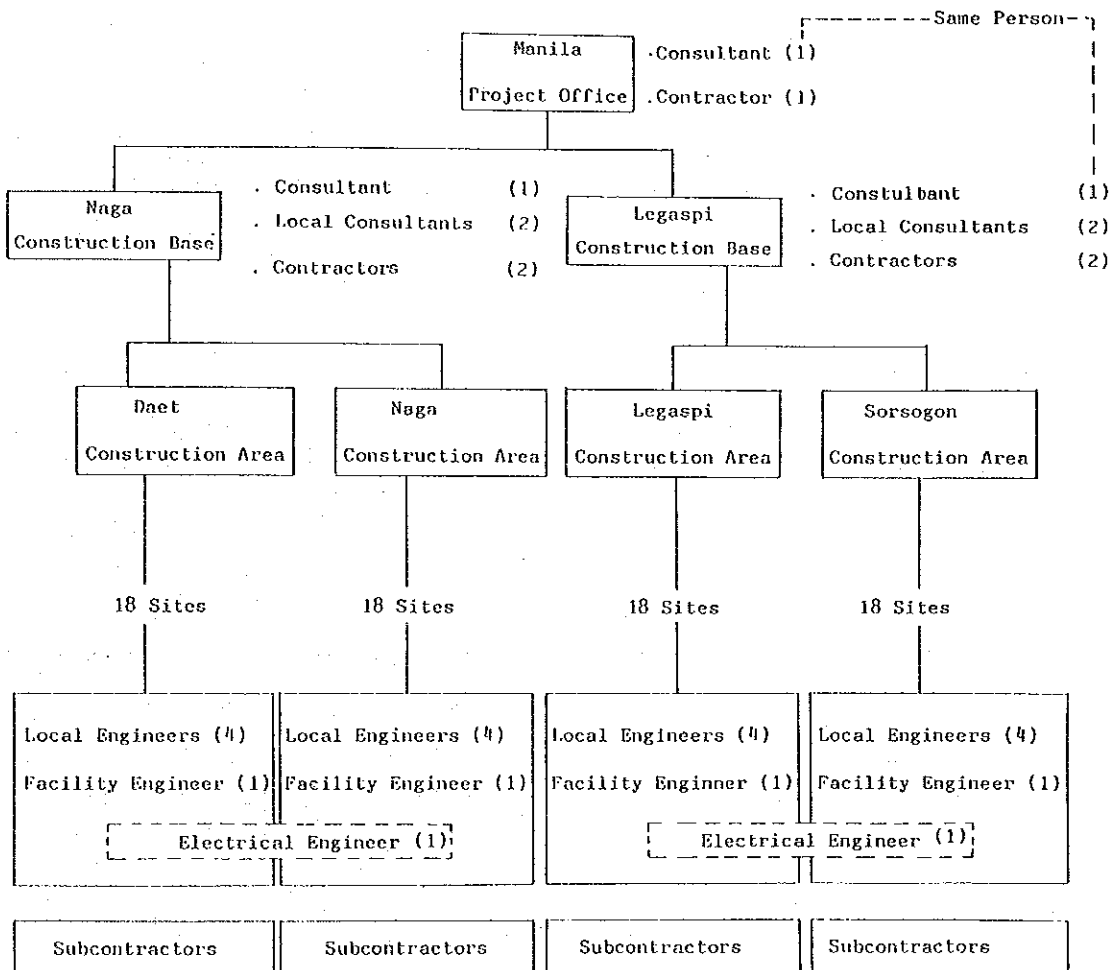 Same Person
Manila
Project Office
.Consultant (1)
.Contractor (1)
Naga
Construction Base
. Consultant (1)
. Local Consultants (2)
. Contractors (2)
Legaspi
Construction Base
. Constulbant (1)
. Local Consultants (2)
. Contractors (2)
Daet
Construction Area
Naga
Construction Area
Legaspi
Construction Area
Sorsogon
Construction Area
18 Sites
18 Sites
18 Sites
18 Sites
Local Engineers (4)
Facility Engineer (1)
Local Engineers (4)
Facility Engineer (1)
Electrical Engineer (1)
Local Engineers (4)
Facility Enginner (1)
Local Engineers (4)
Facility Engineer (1)
Electrical Engineer (1)
Subcontractors
Subcontractors
Subcontractors
Subcontractors